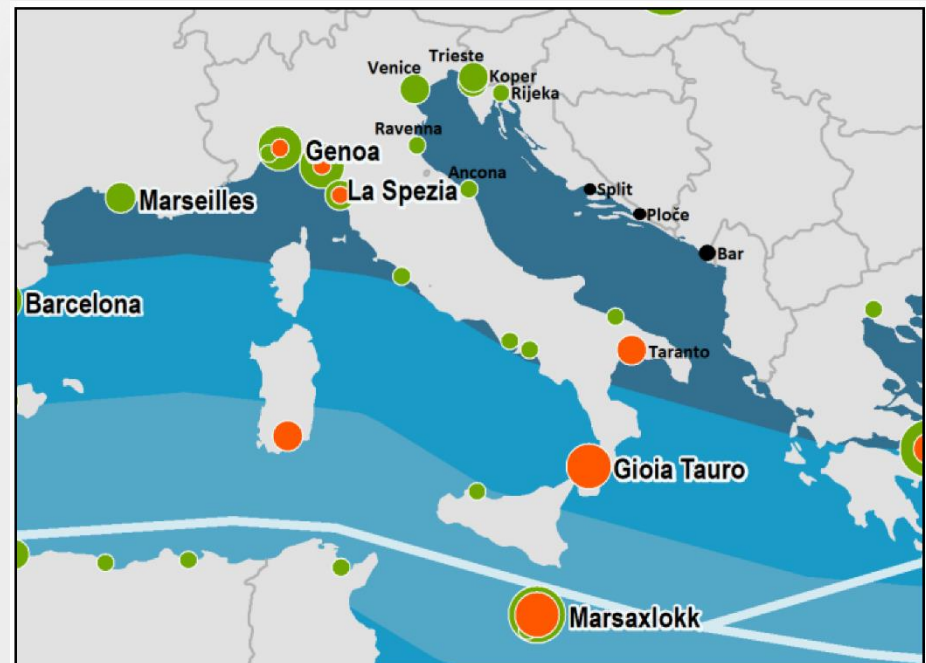 Trieste
Venice
Koper
Rijeka
Ravenna
Genoa
Ancona
La Spezia
Marseilles
Split
Ploče
Bar
Barcelona
Taranto
Gioia Tauro
Marsaxlokk